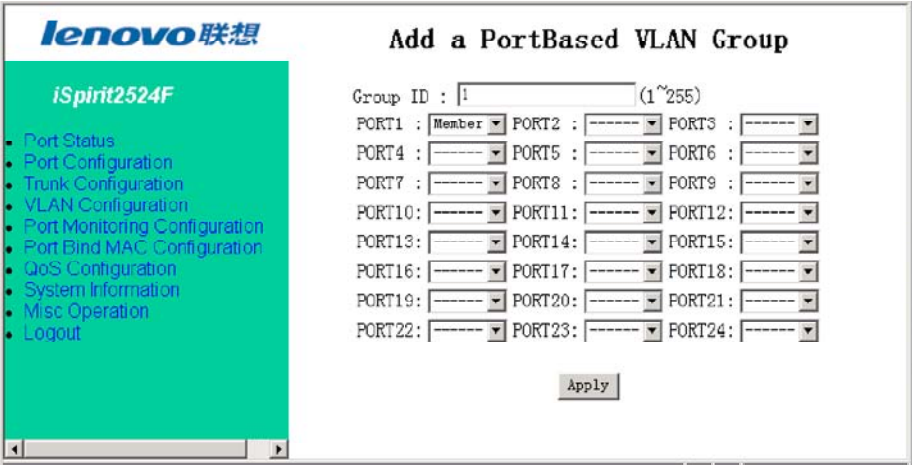 lenovo联想
iSpirit2524F
Port Status
Port Configuration
Trunk Configuration
VLAN Configuration
Port Monitoring Configuration
Port Bind MAC Configuration
QoS Configuration
System Information
Misc Operation
Logout
Add a PortBased VLAN Group
Group ID : 1 (1~255)
PORT1 : Member PORT2 : ------ PORT3 : ------
PORT4 : ------ PORT5 : ------ PORT6 : ------
PORT7 : ------ PORT8 : ------ PORT9 : ------
PORT10: ------ PORT11: ------ PORT12: ------
PORT13: ------ PORT14: ------ PORT15: ------
PORT16: ------ PORT17: ------ PORT18: ------
PORT19: ------ PORT20: ------ PORT21: ------
PORT22: ------ PORT23: ------ PORT24: ------
Apply